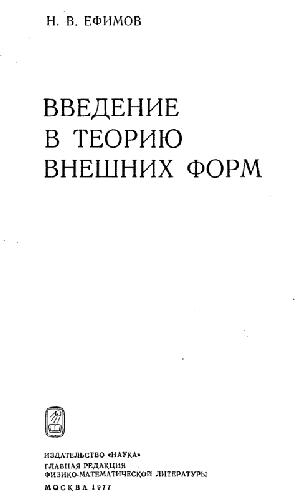 Н. В. ЕФИМОВ
ВВЕДЕНИЕ
В ТЕОРИЮ
ВНЕШНИХ ФОРМ
ИЗДАТЕЛЬСТВО «НАУКА»
ГЛАВНАЯ РЕДАКЦИЯ
ФИЗИКО-МАТЕМАТИЧЕСКОЙ ЛИТЕРАТУРЫ
МОСКВА 1977